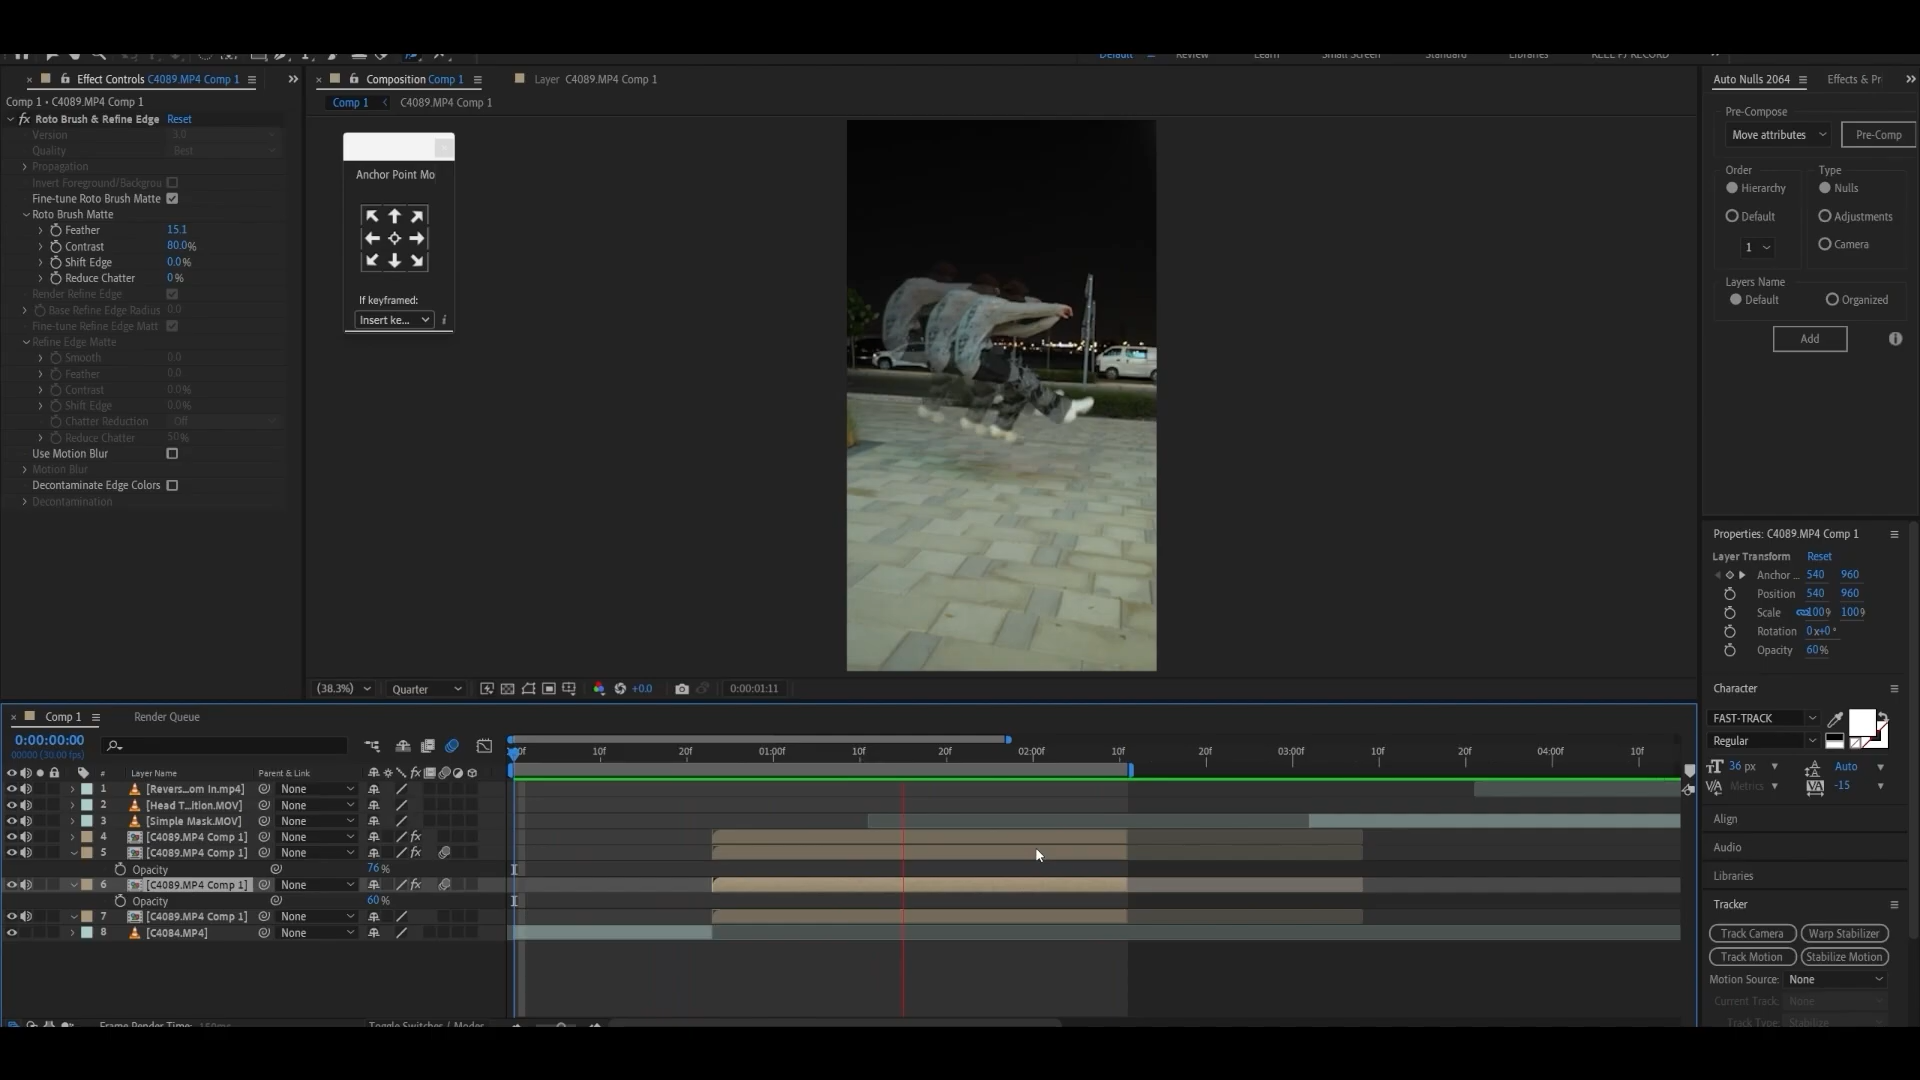 Default Review Learn Small Screen Standard Libraries
Effect Controls C4089.MP4 Comp 1
Composition Comp 1
Layer C4089.MP4 Comp 1
Auto Nulls 2064
Effects & Pr
Comp 1 • C4089.MP4 Comp 1
Comp 1
C4089.MP4 Comp 1
fx Roto Brush & Refine Edge Reset
Version 3.0
Quality Best
Propagation
Invert Foreground/Backgrou
Fine-tune Roto Brush Matte
Roto Brush Matte
Feather 15.1
Contrast 80.0%
Shift Edge 0.0%
Reduce Chatter 0%
Render Refine Edge
Base Refine Edge Radius 0.0
Fine-tune Refine Edge Matt
Refine Edge Matte
Smooth 0.0
Feather 0.0
Contrast 0.0%
Shift Edge 0.0%
Chatter Reduction Off
Reduce Chatter 50%
Use Motion Blur
Motion Blur
Decontaminate Edge Colors
Decontamination
Anchor Point Mo
If keyframed:
Insert ke...
i
Pre-Compose
Move attributes
Pre-Comp
Order
Type
Hierarchy
Nulls
Default
Adjustments
1
Camera
Layers Name
Default
Organized
Add
Properties: C4089.MP4 Comp 1
Layer Transform Reset
Anchor ... 540 960
Position 540 960
Scale 100% 100%
Rotation 0x+0°
Opacity 60%
Character
FAST-TRACK
Regular
36 px
Auto
Metrics
-15
Align
Audio
Libraries
Tracker
Track Camera
Warp Stabilizer
Track Motion
Stabilize Motion
Motion Source: None
Current Track: None
Track Type: Stabilize
(38.3%)
Quarter
+0.0
0:00:01:11
Comp 1
Render Queue
0:00:00:00
00000 (30.00 fps)
10f 20f 01:00f 10f 20f 02:00f 10f 20f 03:00f 10f 20f 04:00f 10f
# Layer Name Parent & Link
1 [Revers...om In.mp4] None
2 [Head T...ition.MOV] None
3 [Simple Mask.MOV] None
4 [C4089.MP4 Comp 1] None fx
5 [C4089.MP4 Comp 1] None fx
Opacity 76%
6 [C4089.MP4 Comp 1] None fx
Opacity 60%
7 [C4089.MP4 Comp 1] None
8 [C4084.MP4] None
Frame Render Time:
Toggle Switches / Modes